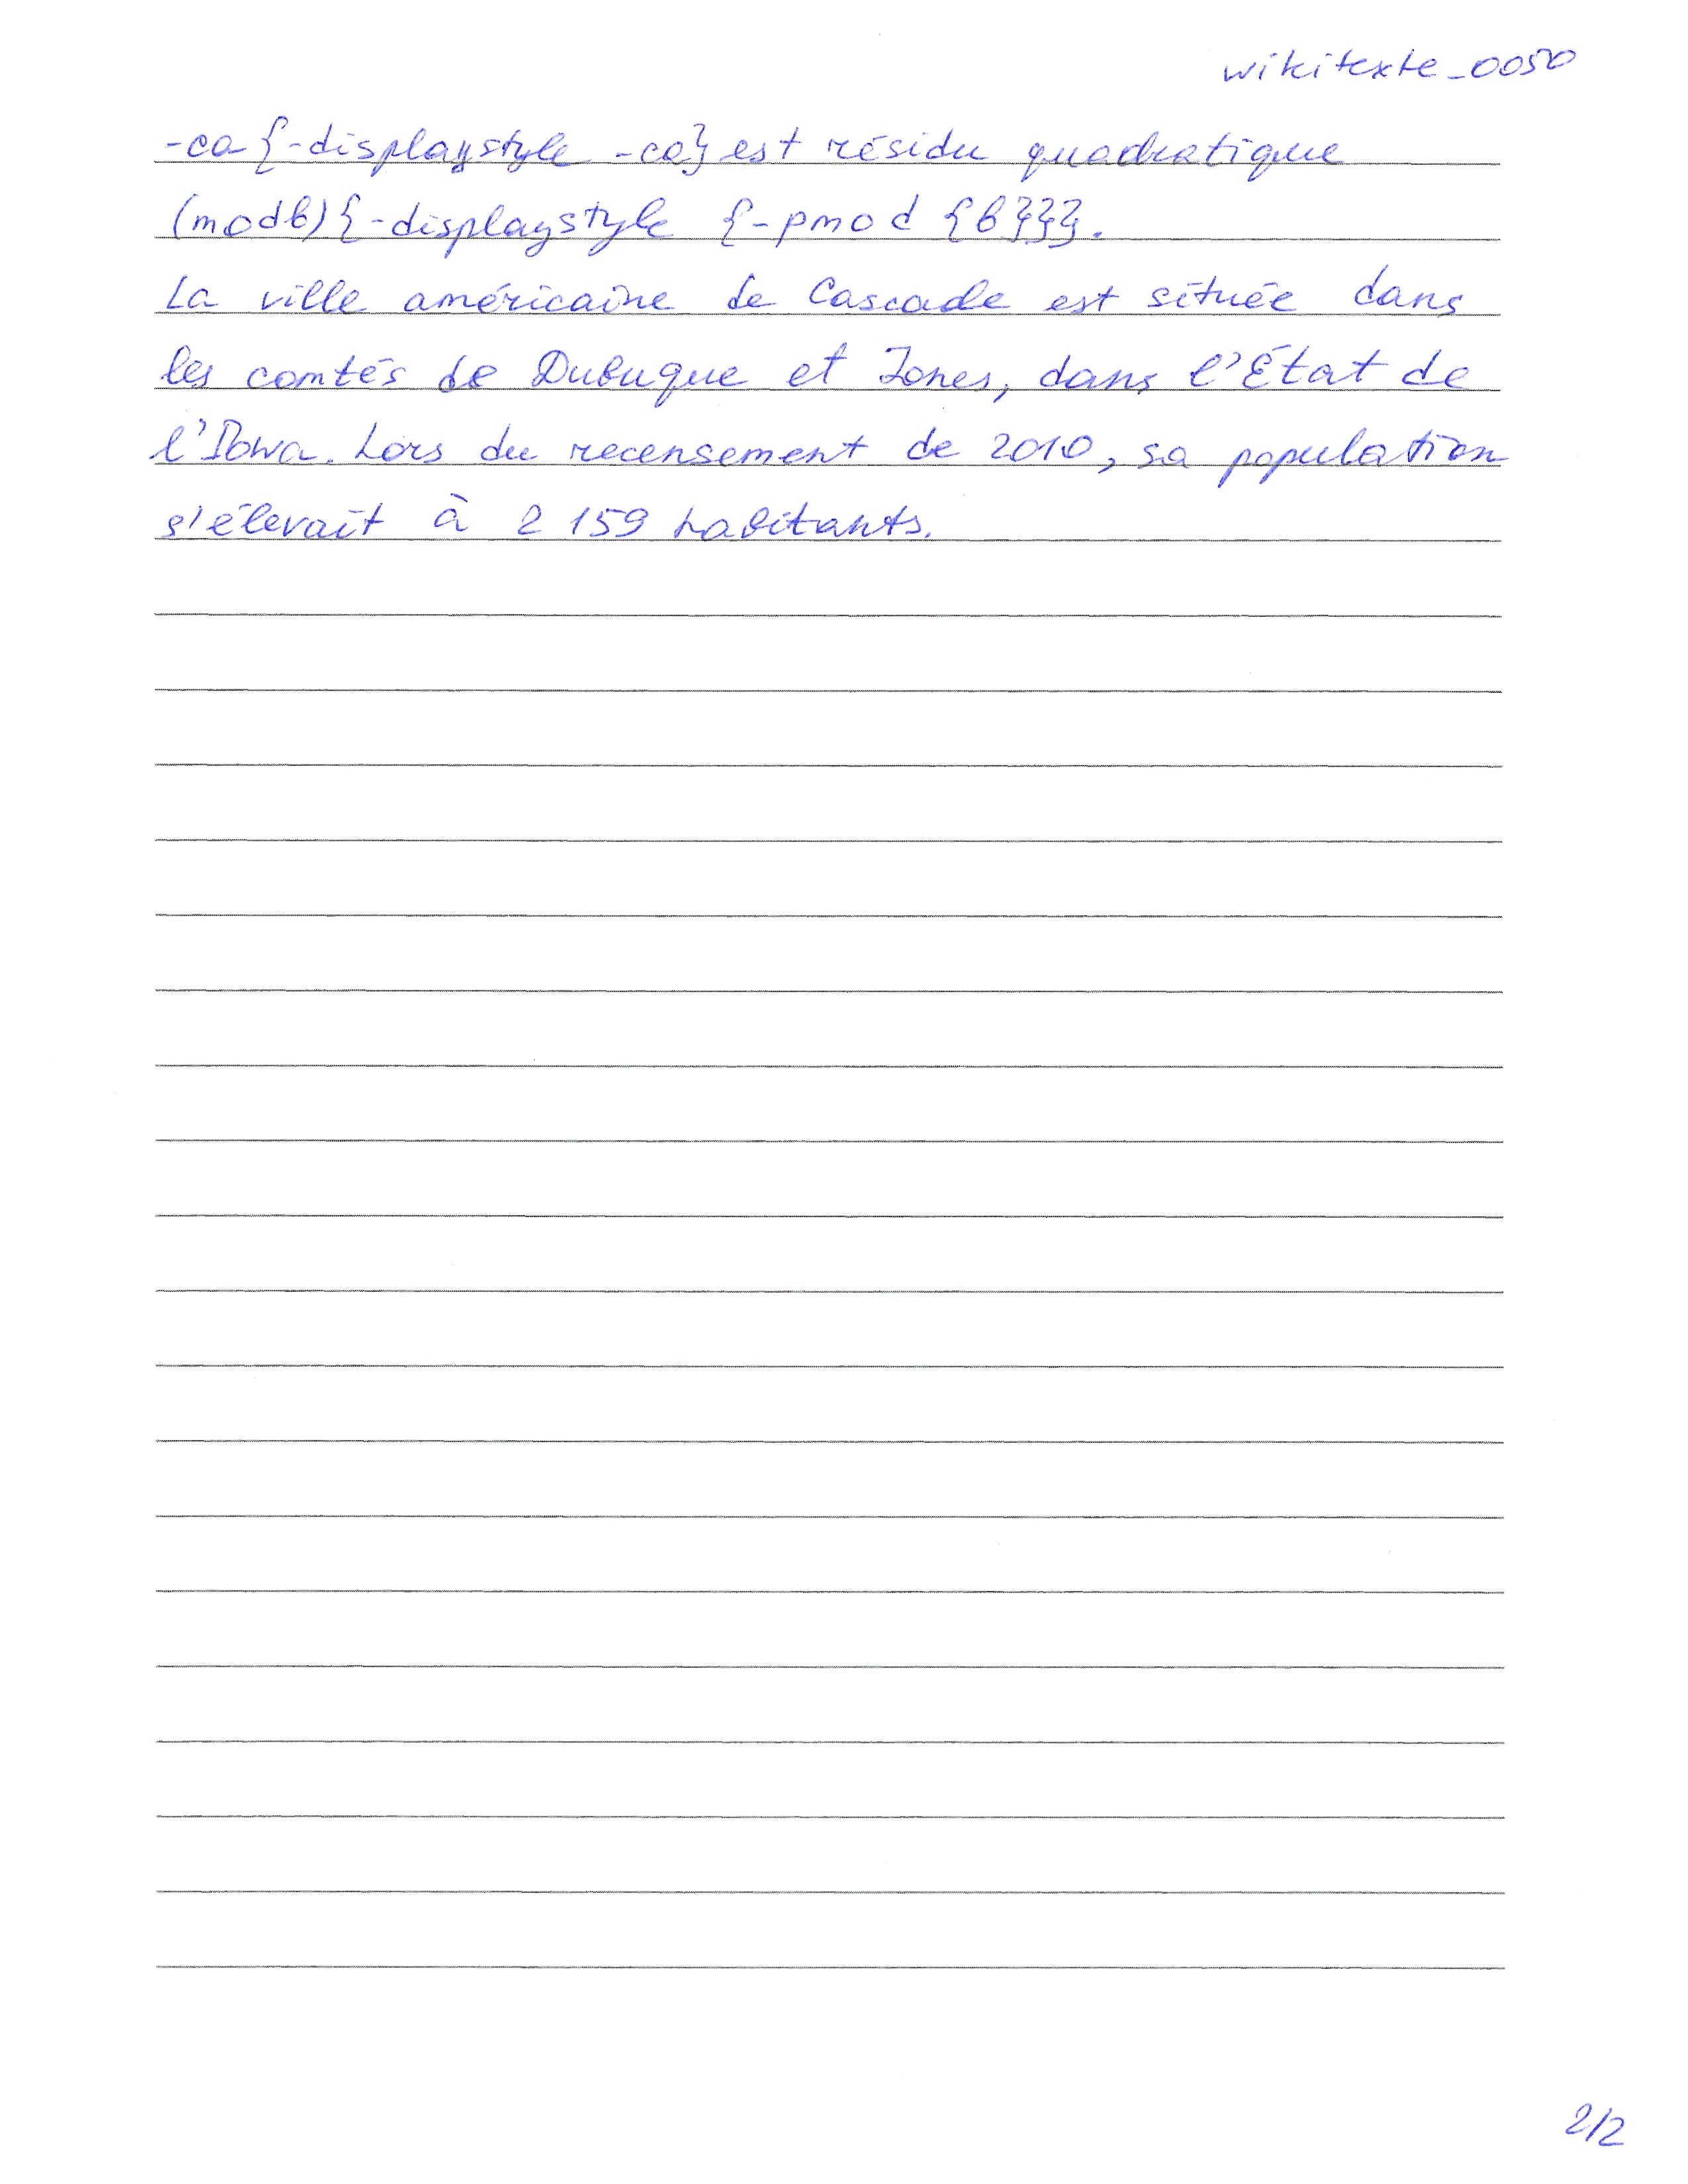 wikitexte_0050
-ca{-displaystyle -ca} est résidu quadratique
(modb){-displaystyle {-pmod {b}}}.
La ville américaine de Cascade est située dans
les comtés de Dubuque et Jones, dans l'État de
l'Iowa. Lors du recensement de 2010, sa population
s'élevait à 2 159 habitants.
2/2